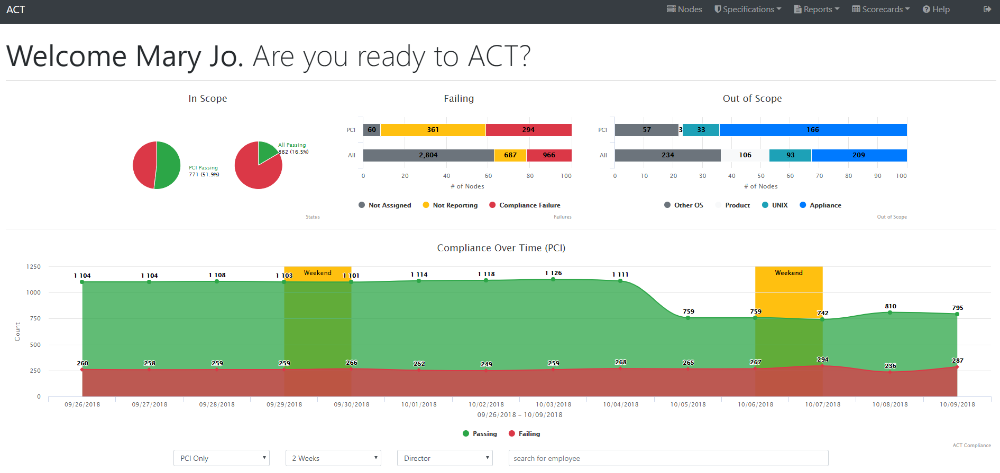 ACT Nodes Specifications Reports Scorecards Help
Welcome Mary Jo. Are you ready to ACT?
In Scope
PCI Passing
771 (51.9%)
All Passing
882 (16.5%)
Status
Failing
PCI 60 361 294
All 2,804 687 966
0 20 40 60 80 100
# of Nodes
Not Assigned Not Reporting Compliance Failure
Failures
Out of Scope
PCI 57 3 33 166
All 234 106 93 209
0 10 20 30 40 50 60 70 80 90 100
# of Nodes
Other OS Product UNIX Appliance
Out of Scope
Compliance Over Time (PCI)
Count
1250
1000
750
500
250
0
Weekend Weekend
1 104 1 104 1 108 1 103 1 101 1 114 1 118 1 126 1 111 759 759 742 810 795
260 258 259 259 266 252 249 259 268 265 267 294 236 287
09/26/2018 09/27/2018 09/28/2018 09/29/2018 09/30/2018 10/01/2018 10/02/2018 10/03/2018 10/04/2018 10/05/2018 10/06/2018 10/07/2018 10/08/2018 10/09/2018
09/26/2018 – 10/09/2018
Passing Failing
ACT Compliance
PCI Only 2 Weeks Director search for employee